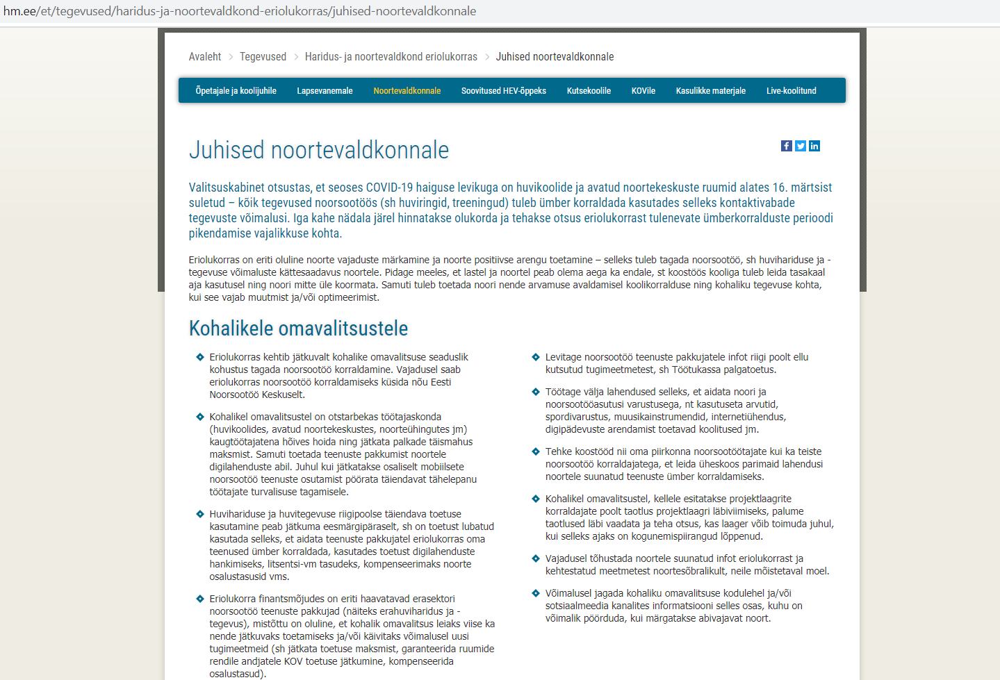 hm.ee/et/tegevused/haridus-ja-noortevaldkond-eriolukorras/juhised-noortevaldkonnale
Avaleht > Tegevused > Haridus- ja noortevaldkond eriolukorras > Juhised noortevaldkonnale
Õpetajale ja koolijuhile Lapsevanemale Noortevaldkonnale Soovitused HEV-õppeks Kutsekoolile KOVile Kasulikke materjale Live-koolitund
Juhised noortevaldkonnale
f in
Valitsuskabinet otsustas, et seoses COVID-19 haiguse levikuga on huvikoolide ja avatud noortekeskuste ruumid alates 16. märtsist
suletud – kõik tegevused noorsootöös (sh huviringid, treeningud) tuleb ümber korraldada kasutades selleks kontaktivabade
tegevuste võimalusi. Iga kahe nädala järel hinnatakse olukorda ja tehakse otsus eriolukorrast tulenevate ümberkorralduste perioodi
pikendamise vajalikkuse kohta.
Eriolukorras on eriti oluline noorte vajaduste märkamine ja noorte positiivse arengu toetamine – selleks tuleb tagada noorsootöö, sh huvihariduse ja -
tegevuse võimaluste kättesaadavus noortele. Pidage meeles, et lastel ja noortel peab olema aega ka endale, st koostöös kooliga tuleb leida tasakaal
aja kasutusel ning noori mitte üle koormata. Samuti tuleb toetada noori nende arvamuse avaldamisel koolikorralduse ning kohaliku tegevuse kohta,
kui see vajab muutmist ja/või optimeerimist.
Kohalikele omavalitsustele
Eriolukorras kehtib jätkuvalt kohalike omavalitsuse seaduslik
kohustus tagada noorsootöö korraldamine. Vajadusel saab
eriolukorras noorsootöö korraldamiseks küsida nõu Eesti
Noorsootöö Keskuselt.
Kohalikel omavalitsustel on otstarbekas töötajaskonda
(huvikoolides, avatud noortekeskustes, noorteühingutes jm)
kaugtöötajatena hõives hoida ning jätkata palkade täismahus
maksmist. Samuti toetada teenuste pakkumist noortele
digilahenduste abil. Juhul kui jätkatakse osaliselt mobiilsete
noorsootöö teenuste osutamist pöörata täiendavat tähelepanu
töötajate turvalisuse tagamisele.
Huvihariduse ja huvitegevuse riigipoolse täiendava toetuse
kasutamine peab jätkuma eesmärgipäraselt, sh on toetust lubatud
kasutada selleks, et aidata teenuste pakkujatel eriolukorras oma
teenused ümber korraldada, kasutades toetust digilahenduste
hankimiseks, litsentsi-vm tasudeks, kompenseerimaks noorte
osalustasusid vms.
Eriolukorra finantsmõjudes on eriti haavatavad erasektori
noorsootöö teenuste pakkujad (näiteks erahuviharidus ja -
tegevus), mistõttu on oluline, et kohalik omavalitsus leiaks viise ka
nende jätkuvaks toetamiseks ja/või käivitaks võimalusel uusi
tugimeetmeid (sh jätkata toetuse maksmist, garanteerida ruumide
rendile andjatele KOV toetuse jätkumine, kompenseerida
osalustasud).
Levitage noorsootöö teenuste pakkujatele infot riigi poolt ellu
kutsutud tugimeetmetest, sh Töötukassa palgatoetus.
Töötage välja lahendused selleks, et aidata noori ja
noorsootööasutusi varustusega, nt kasutuseta arvutid,
spordivarustus, muusikainstrumendid, internetiühendus,
digipädevuste arendamist toetavad koolitused jm.
Tehke koostööd nii oma piirkonna noorsootöötajate kui ka teiste
noorsootöö korraldajatega, et leida üheskoos parimaid lahendusi
noortele suunatud teenuste ümber korraldamiseks.
Kohalikel omavalitsustel, kellele esitatakse projektlaagrite
korraldajate poolt taotlus projektlaagri läbiviimiseks, palume
taotlused läbi vaadata ja teha otsus, kas laager võib toimuda juhul,
kui selleks ajaks on kogunemispiirangud lõppenud.
Vajadusel tõhustada noortele suunatud infot eriolukorrast ja
kehtestatud meetmetest noortesõbralikult, neile mõistetaval moel.
Võimalusel jagada kohaliku omavalitsuse kodulehel ja/või
sotsiaalmeedia kanalites informatsiooni selles osas, kuhu on
võimalik pöörduda, kui märgatakse abivajavat noort.